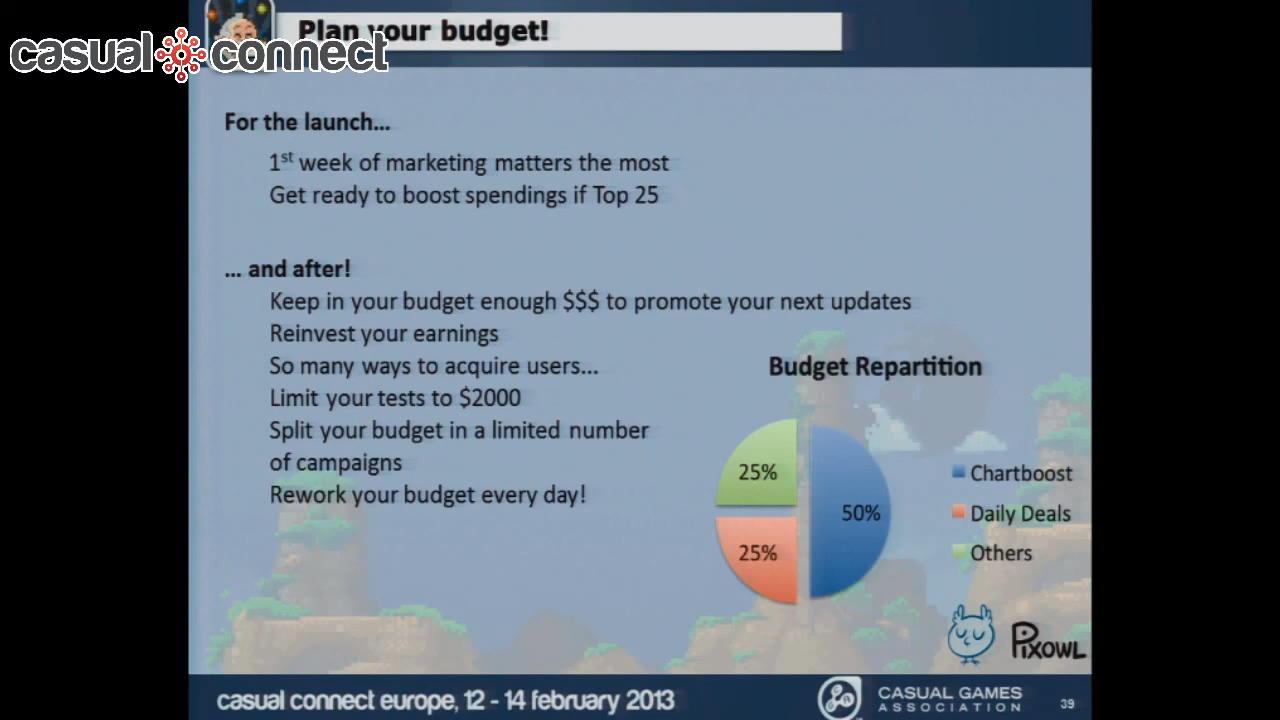 Plan your budget!
casual connect
For the launch...
1st week of marketing matters the most
Get ready to boost spendings if Top 25
... and after!
Keep in your budget enough $$$ to promote your next updates
Reinvest your earnings
So many ways to acquire users...
Limit your tests to $2000
Split your budget in a limited number
of campaigns
Rework your budget every day!
Budget Repartition
25%
50%
25%
Chartboost
Daily Deals
Others
PIXOWL
casual connect europe, 12 - 14 february 2013
CASUAL GAMES
ASSOCIATION
39